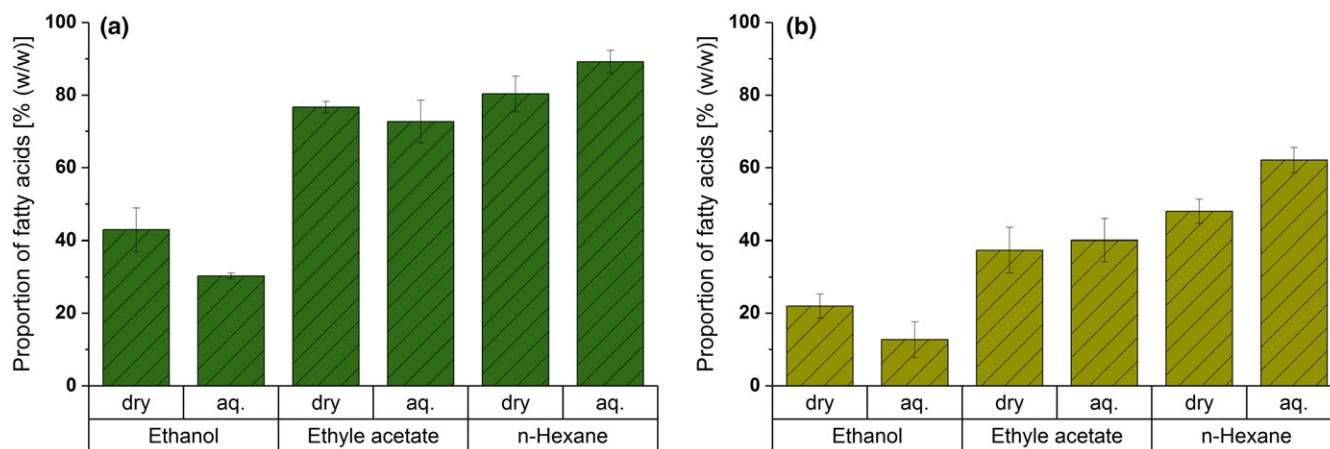 (a)
Proportion of fatty acids [% (w/w)]
100
80
60
40
20
0
dry aq. dry aq. dry aq.
Ethanol Ethyle acetate n-Hexane
(b)
Proportion of fatty acids [% (w/w)]
100
80
60
40
20
0
dry aq. dry aq. dry aq.
Ethanol Ethyle acetate n-Hexane